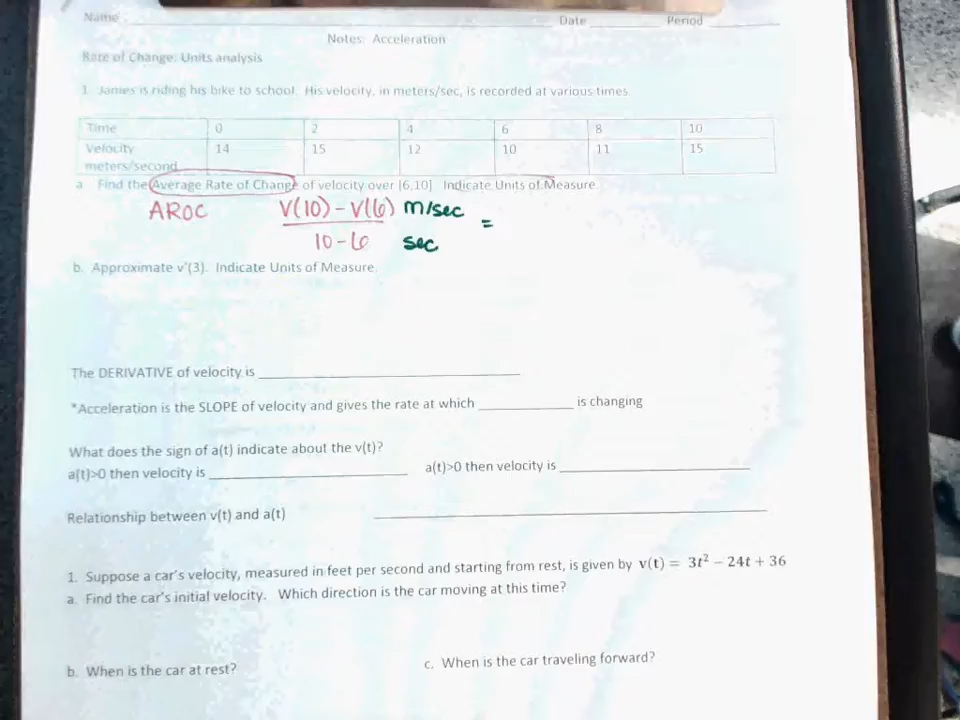 Name Date Period
Notes: Acceleration
Rate of Change: Units analysis
1. James is riding his bike to school. His velocity, in meters/sec, is recorded at various times.
Time 0 2 4 6 8 10
Velocity meters/second 14 15 12 10 11 15
a. Find the Average Rate of Change of velocity over [6,10] Indicate Units of Measure.
AROC V(10) - V(6) m/sec =
10-6 sec
b. Approximate v'(3). Indicate Units of Measure.
The DERIVATIVE of velocity is
*Acceleration is the SLOPE of velocity and gives the rate at which is changing
What does the sign of a(t) indicate about the v(t)?
a(t)>0 then velocity is a(t)>0 then velocity is
Relationship between v(t) and a(t)
1. Suppose a car's velocity, measured in feet per second and starting from rest, is given by v(t) = 3t² − 24t + 36
a. Find the car's initial velocity. Which direction is the car moving at this time?
b. When is the car at rest? c. When is the car traveling forward?